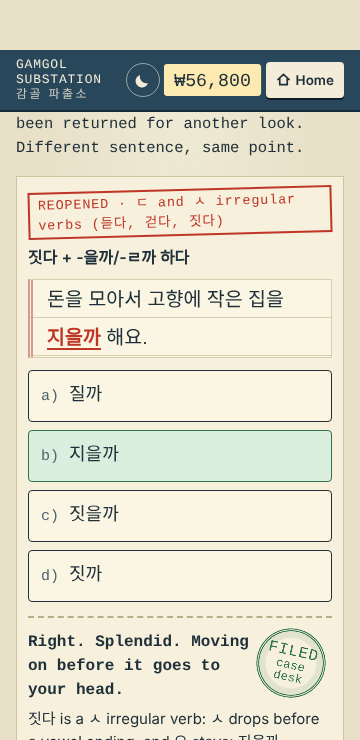 GAMGOL
SUBSTATION
감골 파출소
₩56,800
Home
been returned for another look.
Different sentence, same point.
REOPENED · ㄷ and ㅅ irregular
verbs (듣다, 걷다, 짓다)
짓다 + -을까/-ㄹ까 하다
돈을 모아서 고향에 작은 집을
지을까 해요.
a) 질까
b) 지을까
c) 짓을까
d) 짓까
Right. Splendid. Moving
on before it goes to
your head.
FILED
case
desk
짓다 is a ㅅ irregular verb: ㅅ drops before